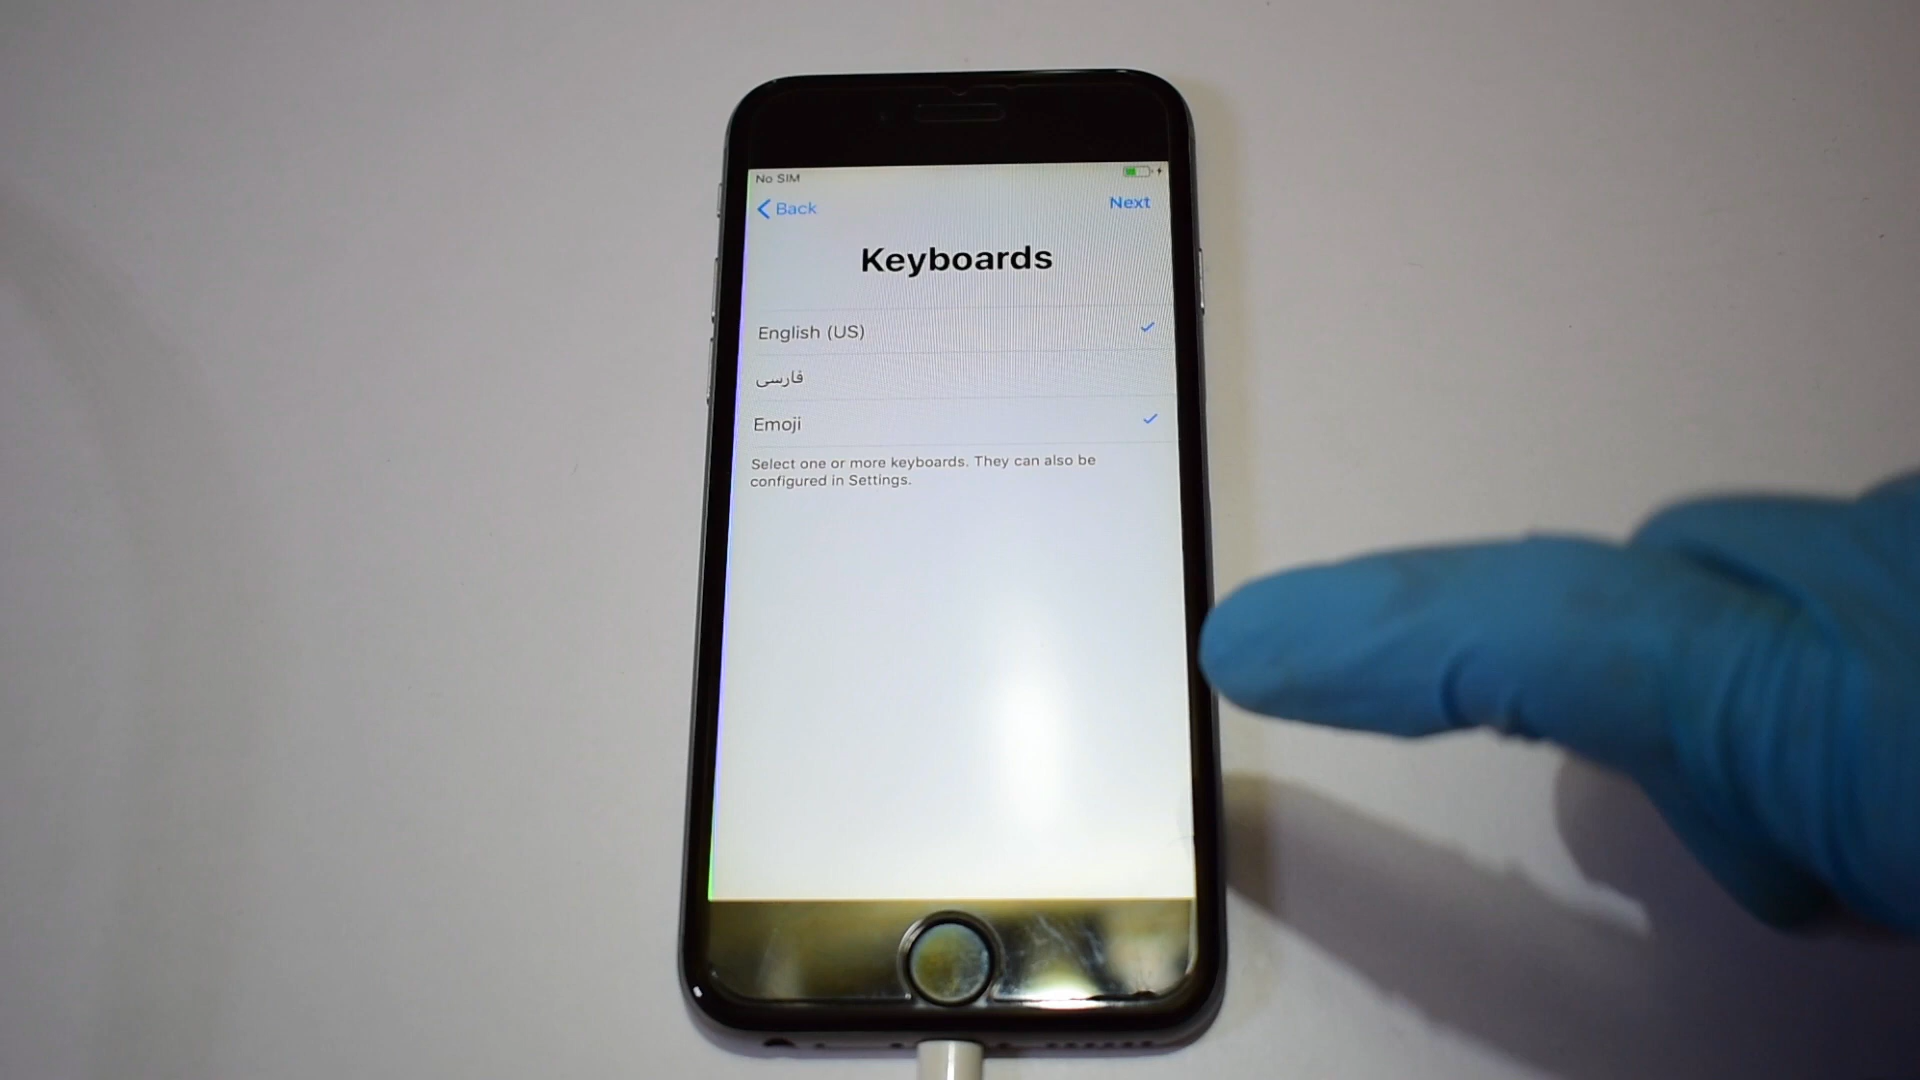 No SIM
Back
Next
Keyboards
English (US)
فارسی
Emoji
Select one or more keyboards. They can also be
configured in Settings.